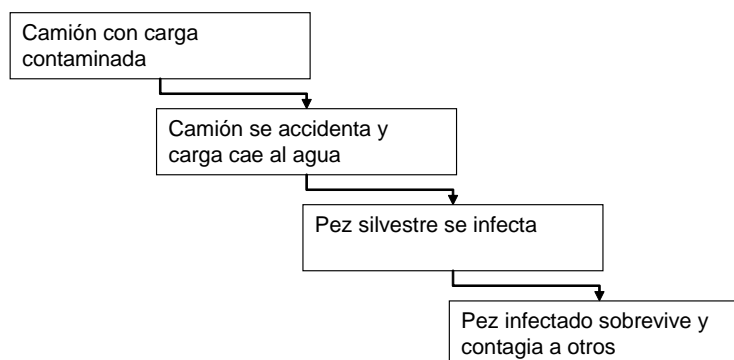 Camión con carga
contaminada
Camión se accidenta y
carga cae al agua
Pez silvestre se infecta
Pez infectado sobrevive y
contagia a otros